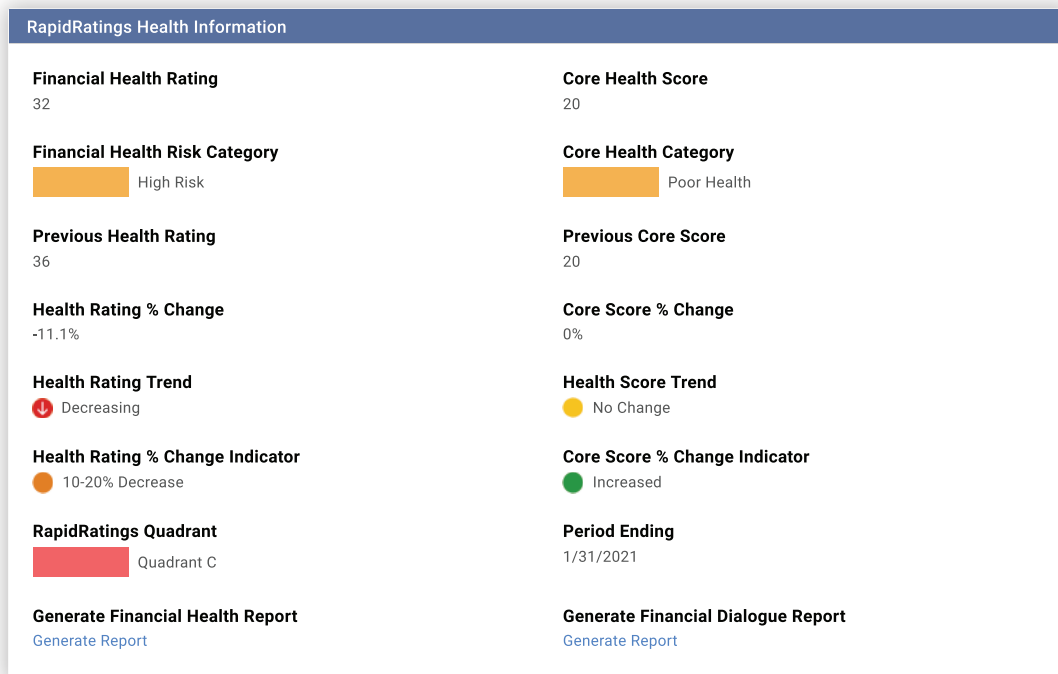 RapidRatings Health Information
Financial Health Rating
32
Core Health Score
20
Financial Health Risk Category
High Risk
Core Health Category
Poor Health
Previous Health Rating
36
Previous Core Score
20
Health Rating % Change
-11.1%
Core Score % Change
0%
Health Rating Trend
Decreasing
Health Score Trend
No Change
Health Rating % Change Indicator
10-20% Decrease
Core Score % Change Indicator
Increased
RapidRatings Quadrant
Quadrant C
Period Ending
1/31/2021
Generate Financial Health Report
Generate Report
Generate Financial Dialogue Report
Generate Report